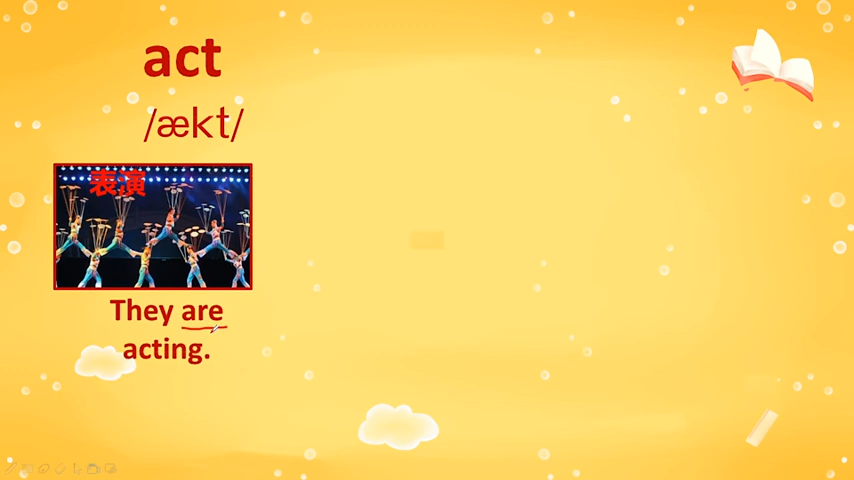 act
/ækt/
表演
They are
acting.